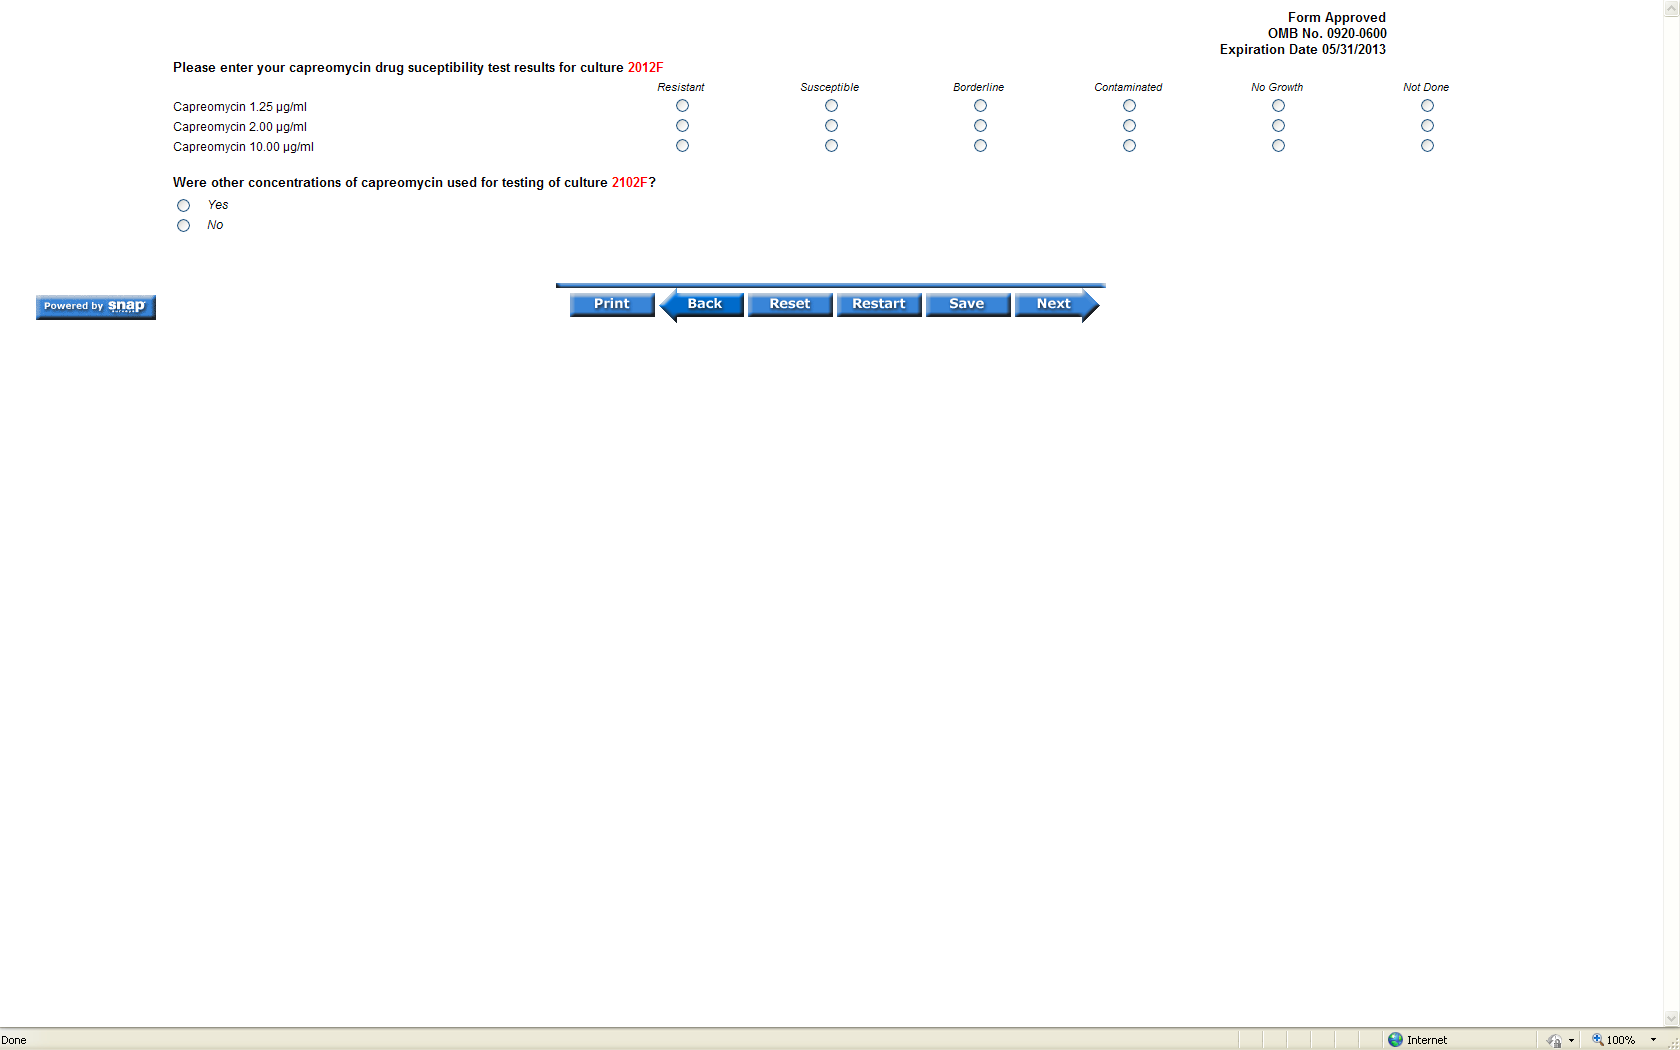 Form Approved
OMB No. 0920-0600
Expiration Date 05/31/2013
Please enter your capreomycin drug suceptibility test results for culture 2012F
Resistant Susceptible Borderline Contaminated No Growth Not Done
Capreomycin 1.25 µg/ml
Capreomycin 2.00 µg/ml
Capreomycin 10.00 µg/ml
Were other concentrations of capreomycin used for testing of culture 2102F?
Yes
No
Powered by snap
Print Back Reset Restart Save Next
Done Internet 100%